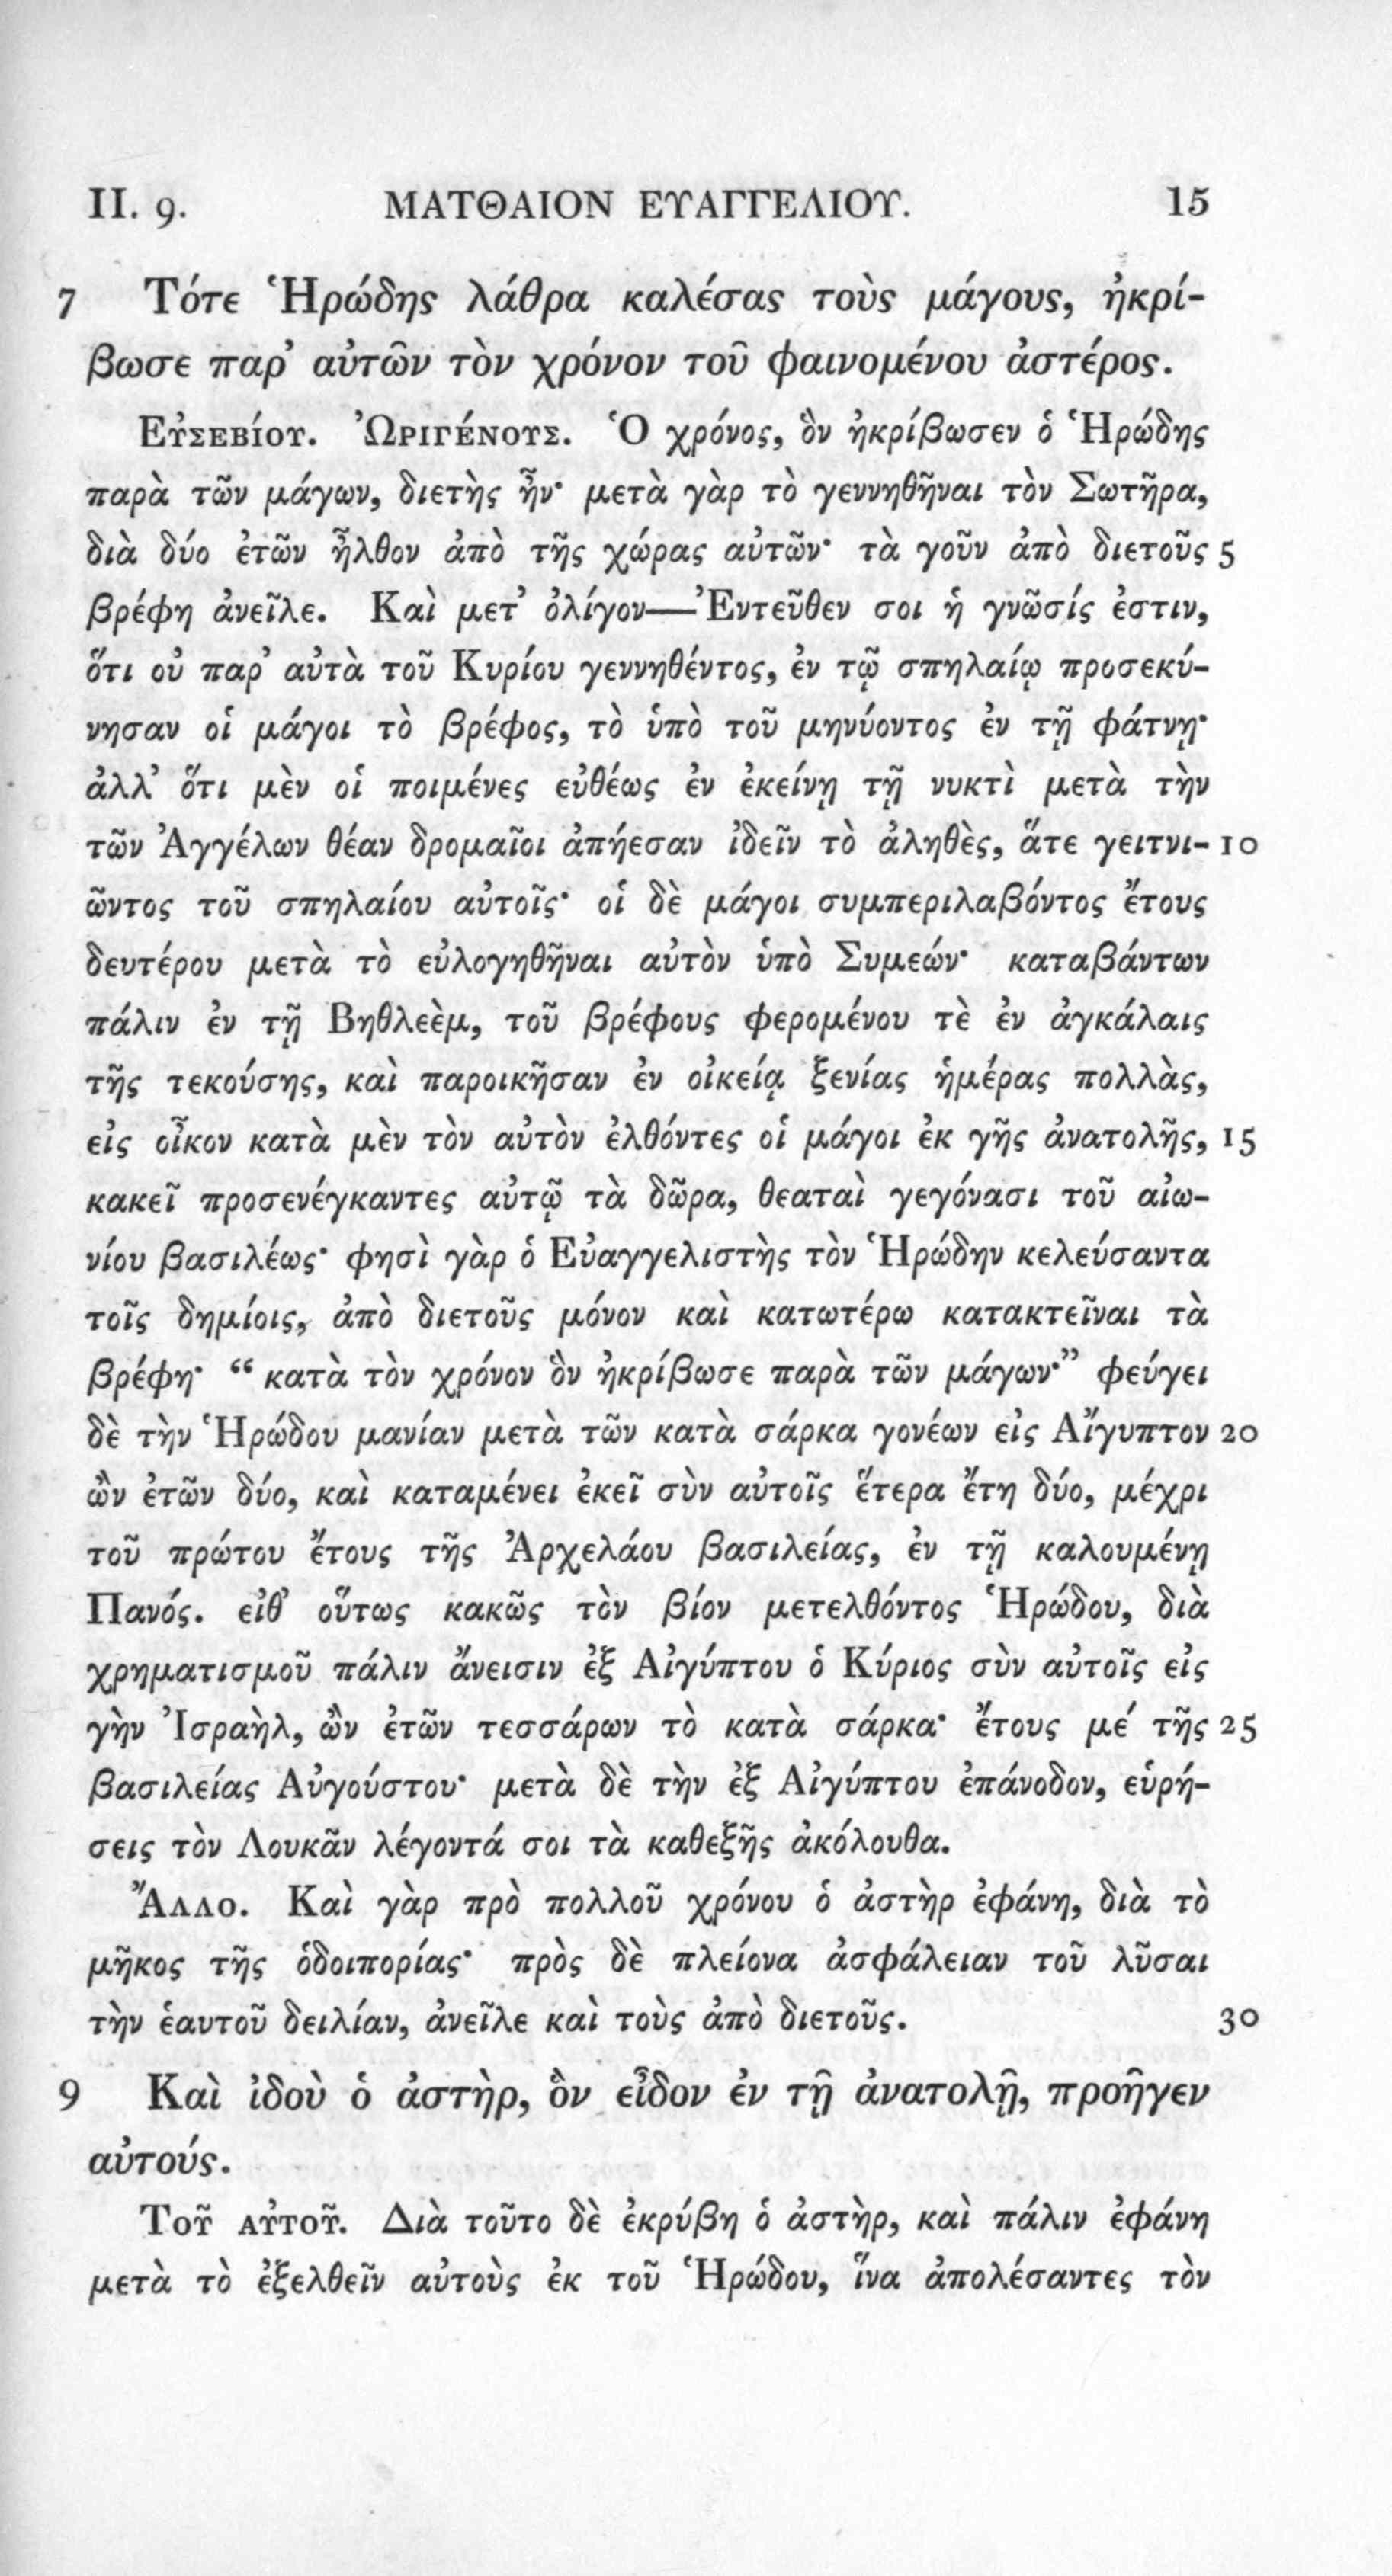 II. 9. ΜΑΤΘΑΙΟΝ ΕΥΑΓΓΕΛΙΟΥ. 15
7 Τότε Ἡρώδης λάθρα καλέσας τοὺς μάγους, ἠκρί-
βωσε παρ’ αὐτῶν τὸν χρόνον τοῦ φαινομένου ἀστέρος.
ΕΥ̓ΣΕΒΊΟΥ. ὨΡΙΓΈΝΟΥΣ. Ὁ χρόνος, ὃν ἠκρίβωσεν ὁ Ἡρώδης
παρὰ τῶν μάγων, διετὴς ἦν· μετὰ γὰρ τὸ γεννηθῆναι τὸν Σωτῆρα,
διὰ δύο ἐτῶν ἦλθον ἀπὸ τῆς χώρας αὐτῶν· τὰ γοῦν ἀπὸ διετοῦς 5
βρέφη ἀνεῖλε. Καὶ μετ’ ὀλίγον—Ἐντεῦθεν σοι ἡ γνῶσίς ἐστιν,
ὅτι οὐ παρ’ αὐτὰ τοῦ Κυρίου γεννηθέντος, ἐν τῷ σπηλαίῳ προσεκύ-
νησαν οἱ μάγοι τὸ βρέφος, τὸ ὑπὸ τοῦ μηνύοντος ἐν τῇ φάτνῃ·
ἀλλ’ ὅτι μὲν οἱ ποιμένες εὐθέως ἐν ἐκείνῃ τῇ νυκτὶ μετὰ τὴν
τῶν Ἀγγέλων θέαν δρομαῖοι ἀπῄεσαν ἰδεῖν τὸ ἀληθὲς, ἅτε γειτνι- 10
ῶντος τοῦ σπηλαίου αὐτοῖς· οἱ δὲ μάγοι συμπεριλαβόντος ἔτους
δευτέρου μετὰ τὸ εὐλογηθῆναι αὐτὸν ὑπὸ Συμεών· καταβάντων
πάλιν ἐν τῇ Βηθλεὲμ, τοῦ βρέφους φερομένου τὲ ἐν ἀγκάλαις
τῆς τεκούσης, καὶ παροικῆσαν ἐν οἰκείᾳ ξενίας ἡμέρας πολλὰς,
εἰς οἶκον κατὰ μὲν τὸν αὐτὸν ἐλθόντες οἱ μάγοι ἐκ γῆς ἀνατολῆς, 15
κακεῖ προσενέγκαντες αὐτῷ τὰ δῶρα, θεαταὶ γεγόνασι τοῦ αἰω-
νίου βασιλέως· φησὶ γὰρ ὁ Εὐαγγελιστὴς τὸν Ἡρώδην κελεύσαντα
τοῖς δημίοις, ἀπὸ διετοῦς μόνον καὶ κατωτέρω κατακτεῖναι τὰ
βρέφη· “ κατὰ τὸν χρόνον ὃν ἠκρίβωσε παρὰ τῶν μάγων·” φεύγει
δὲ τὴν Ἡρώδου μανίαν μετὰ τῶν κατὰ σάρκα γονέων εἰς Αἴγυπτον 20
ὢν ἐτῶν δύο, καὶ καταμένει ἐκεῖ σὺν αὐτοῖς ἕτερα ἔτη δύο, μέχρι
τοῦ πρώτου ἔτους τῆς Ἀρχελάου βασιλείας, ἐν τῇ καλουμένῃ
Πανός. εἰθ’ οὕτως κακῶς τὸν βίον μετελθόντος Ἡρώδου, διὰ
χρηματισμοῦ πάλιν ἄνεισιν ἐξ Αἰγύπτου ὁ Κύριος σὺν αὐτοῖς εἰς
γὴν Ἰσραὴλ, ὢν ἐτῶν τεσσάρων τὸ κατὰ σάρκα· ἔτους μέ τῆς 25
βασιλείας Αὐγούστου· μετὰ δὲ τὴν ἐξ Αἰγύπτου ἐπάνοδον, εὑρή-
σεις τὸν Λουκᾶν λέγοντά σοι τὰ καθεξῆς ἀκόλουθα.
ἌΛΛΟ. Καὶ γὰρ πρὸ πολλοῦ χρόνου ὁ ἀστὴρ ἐφάνη, διὰ τὸ
μῆκος τῆς ὁδοιπορίας· πρὸς δὲ πλείονα ἀσφάλειαν τοῦ λῦσαι
τὴν ἑαυτοῦ δειλίαν, ἀνεῖλε καὶ τοὺς ἀπὸ διετοῦς. 30
9 Καὶ ἰδοὺ ὁ ἀστὴρ, ὃν εἶδον ἐν τῇ ἀνατολῇ, προῆγεν
αὐτούς.
ΤΟΥ͂ ΑΥ̓ΤΟΥ͂. Διὰ τοῦτο δὲ ἐκρύβη ὁ ἀστὴρ, καὶ πάλιν ἐφάνη
μετὰ τὸ ἐξελθεῖν αὐτοὺς ἐκ τοῦ Ἡρώδου, ἵνα ἀπολέσαντες τὸν